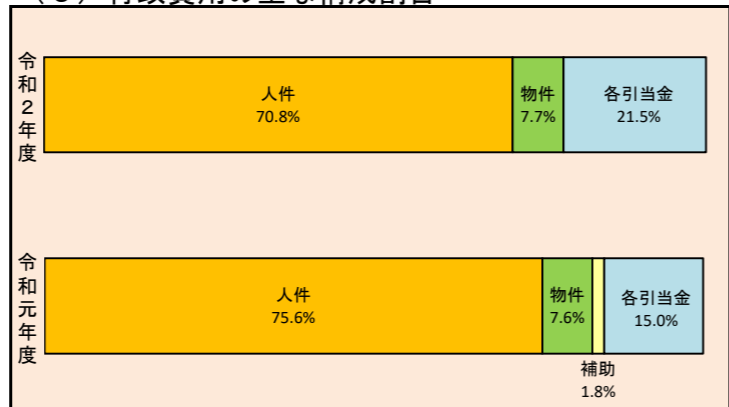 令和2年度
人件
70.8%
物件
7.7%
各引当金
21.5%
令和元年度
人件
75.6%
物件
7.6%
各引当金
15.0%
補助
1.8%